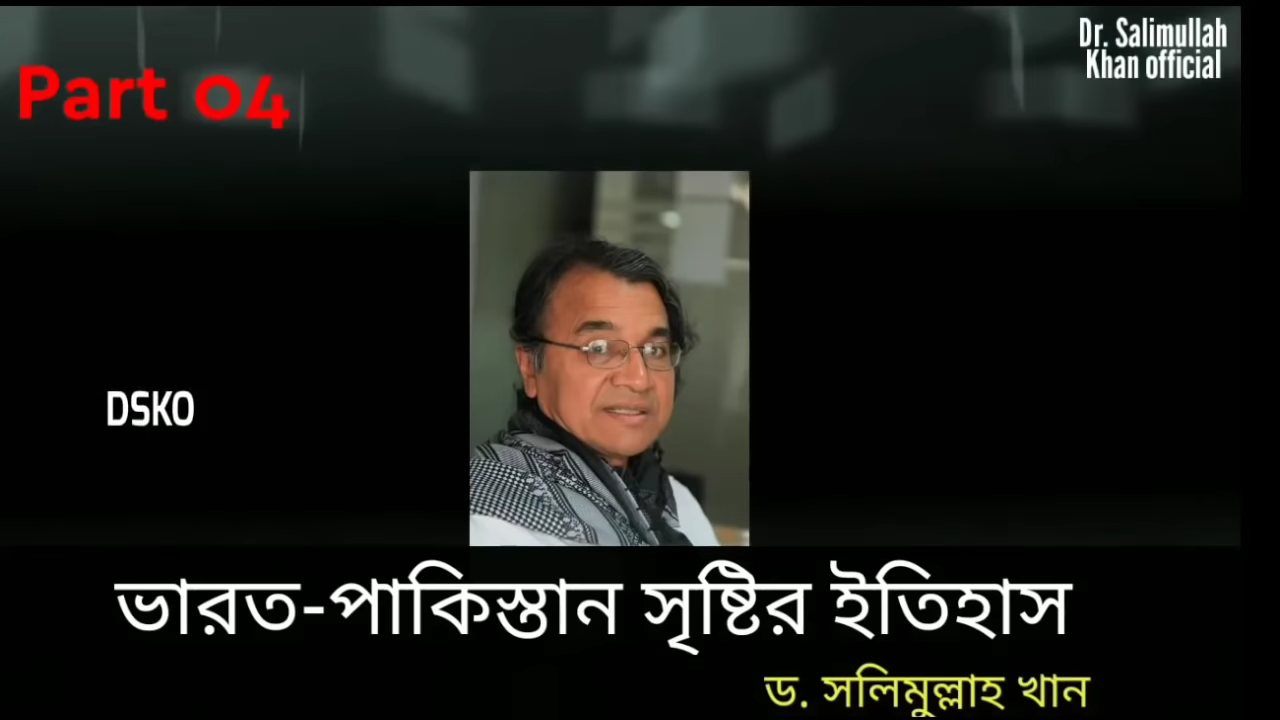 Dr. Salimullah
Khan official
Part 04
DSKO
ভারত-পাকিস্তান সৃষ্টির ইতিহাস
ড. সলিমুল্লাহ খান